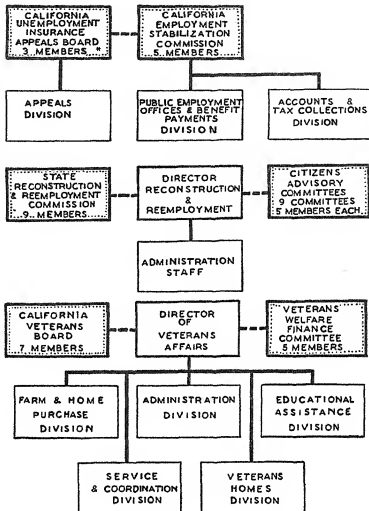 CALIFORNIA
UNEMPLOYMENT
INSURANCE
APPEALS BOARD
3 MEMBERS *
CALIFORNIA
EMPLOYMENT
STABILIZATION
COMMISSION
5 MEMBERS
APPEALS
DIVISION
PUBLIC EMPLOYMENT
OFFICES & BENEFIT
PAYMENTS
DIVISION
ACCOUNTS &
TAX COLLECTIONS
DIVISION
STATE
RECONSTRUCTION
& REEMPLOYMENT
COMMISSION
9 MEMBERS
DIRECTOR
RECONSTRUCTION
&
REEMPLOYMENT
CITIZENS
ADVISORY
COMMITTEES
9 COMMITTEES
5 MEMBERS EACH
ADMINISTRATION
STAFF
CALIFORNIA
VETERANS
BOARD
7 MEMBERS
DIRECTOR
OF
VETERANS
AFFAIRS
VETERANS'
WELFARE
FINANCE
COMMITTEE
5 MEMBERS
FARM & HOME
PURCHASE
DIVISION
ADMINISTRATION
DIVISION
EDUCATIONAL
ASSISTANCE
DIVISION
SERVICE
& COORDINATION
DIVISION
VETERANS
HOMES
DIVISION